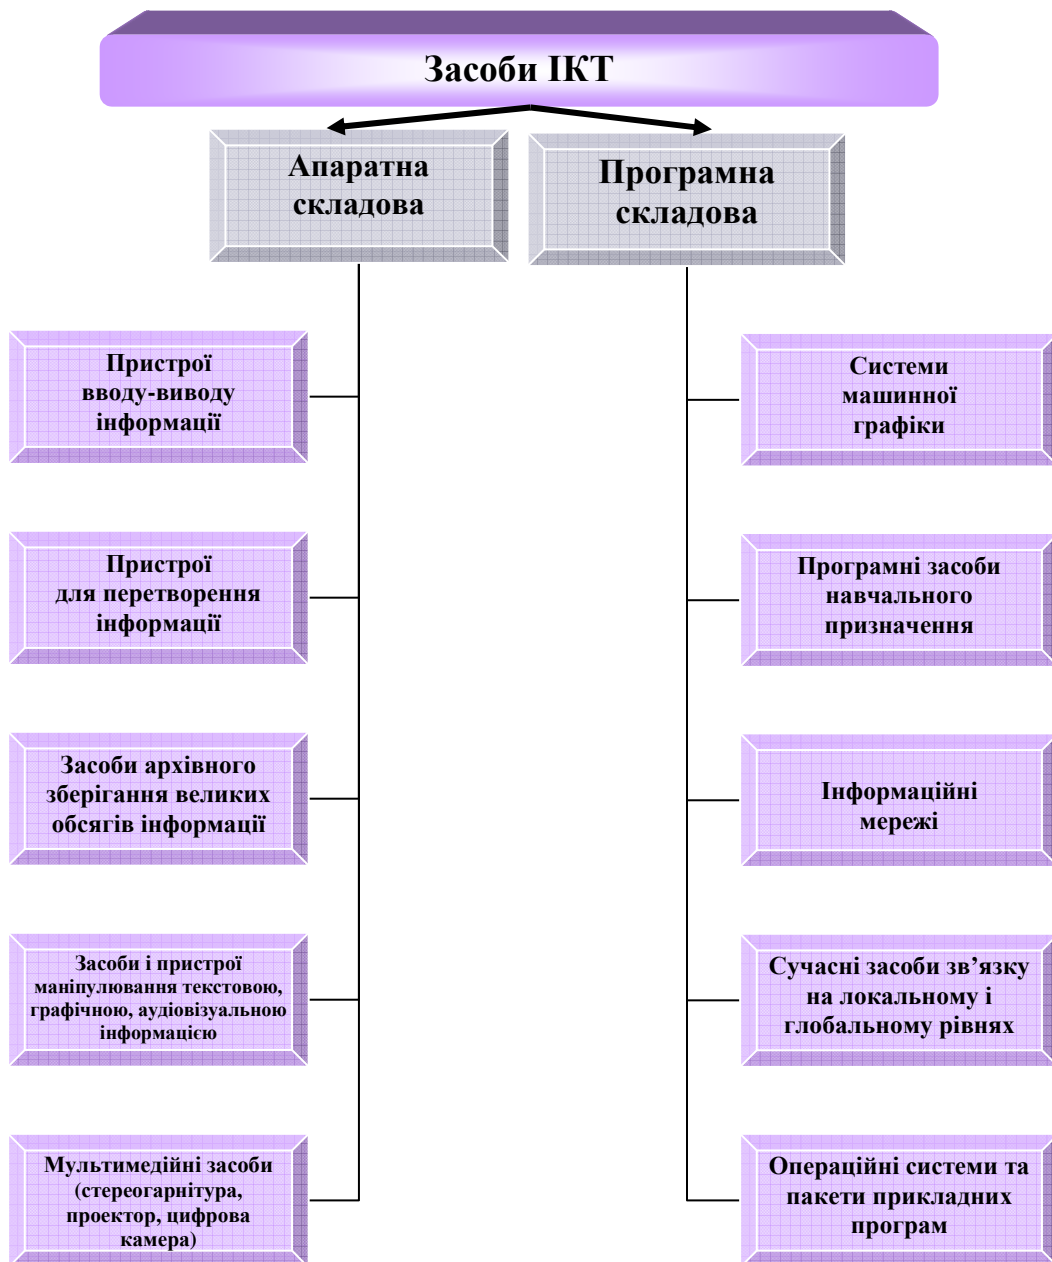 Засоби ІКТ
Апаратна
складова
Програмна
складова
Пристрої
вводу-виводу
інформації
Пристрої
для перетворення
інформації
Засоби архівного
зберігання великих
обсягів інформації
Засоби і пристрої
маніпулювання текстовою,
графічною, аудіовізуальною
інформацією
Мультимедійні засоби
(стереогарнітура,
проектор, цифрова
камера)
Системи
машинної
графіки
Програмні засоби
навчального
призначення
Інформаційні
мережі
Сучасні засоби зв’язку
на локальному і
глобальному рівнях
Операційні системи та
пакети прикладних
програм